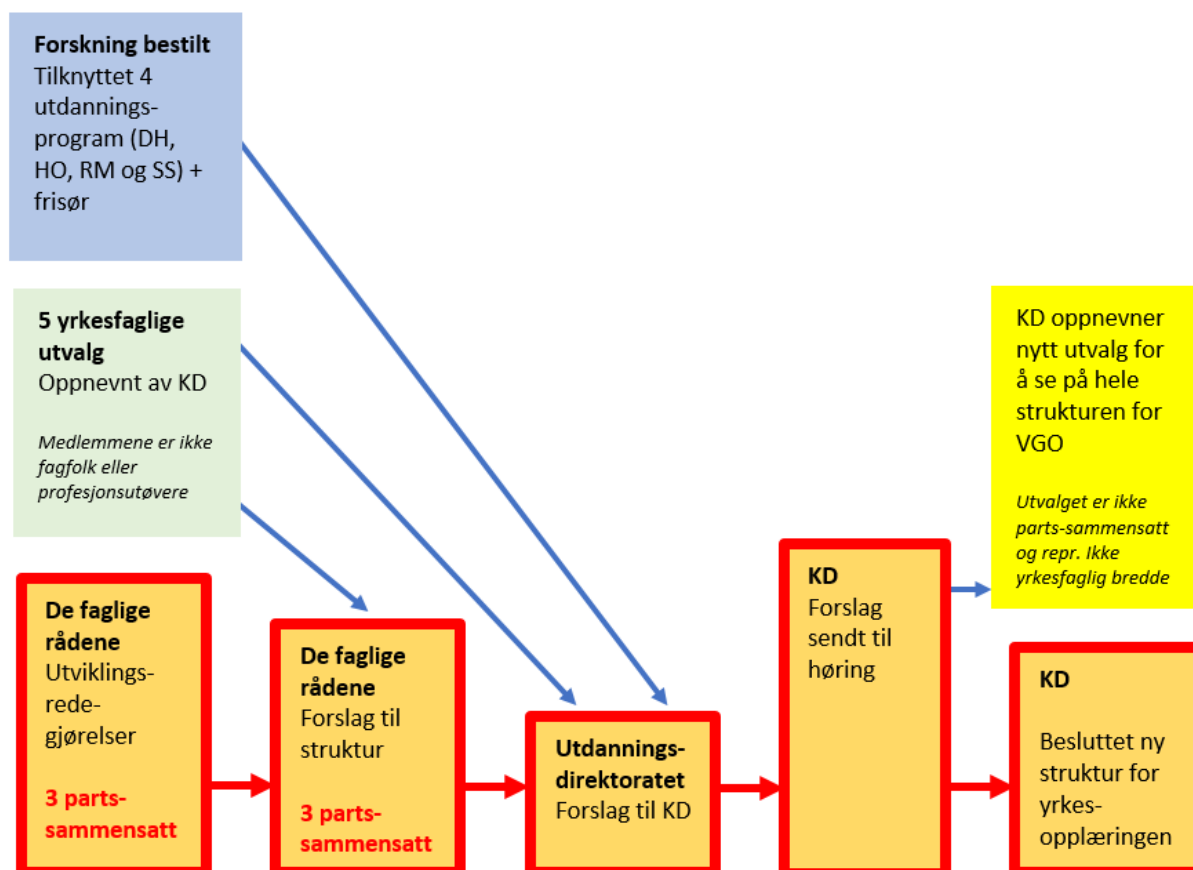 Forskning bestilt
Tilknyttet 4
utdannings-
program (DH,
HO, RM og SS) +
frisør
5 yrkesfaglige
utvalg
Oppnevnt av KD
Medlemmene er ikke
fagfolk eller
profesjonsutøvere
De faglige
rådene
Utviklings-
rede-
gjørelser
3 parts-
sammensatt
De faglige
rådene
Forslag til
struktur
3 parts-
sammensatt
Utdannings-
direktoratet
Forslag til KD
KD
Forslag
sendt til
høring
KD oppnevner
nytt utvalg for
å se på hele
strukturen for
VGO
Utvalget er ikke
parts-sammensatt
og repr. Ikke
yrkesfaglig bredde
KD
Besluttet ny
struktur for
yrkes-
opplæringen